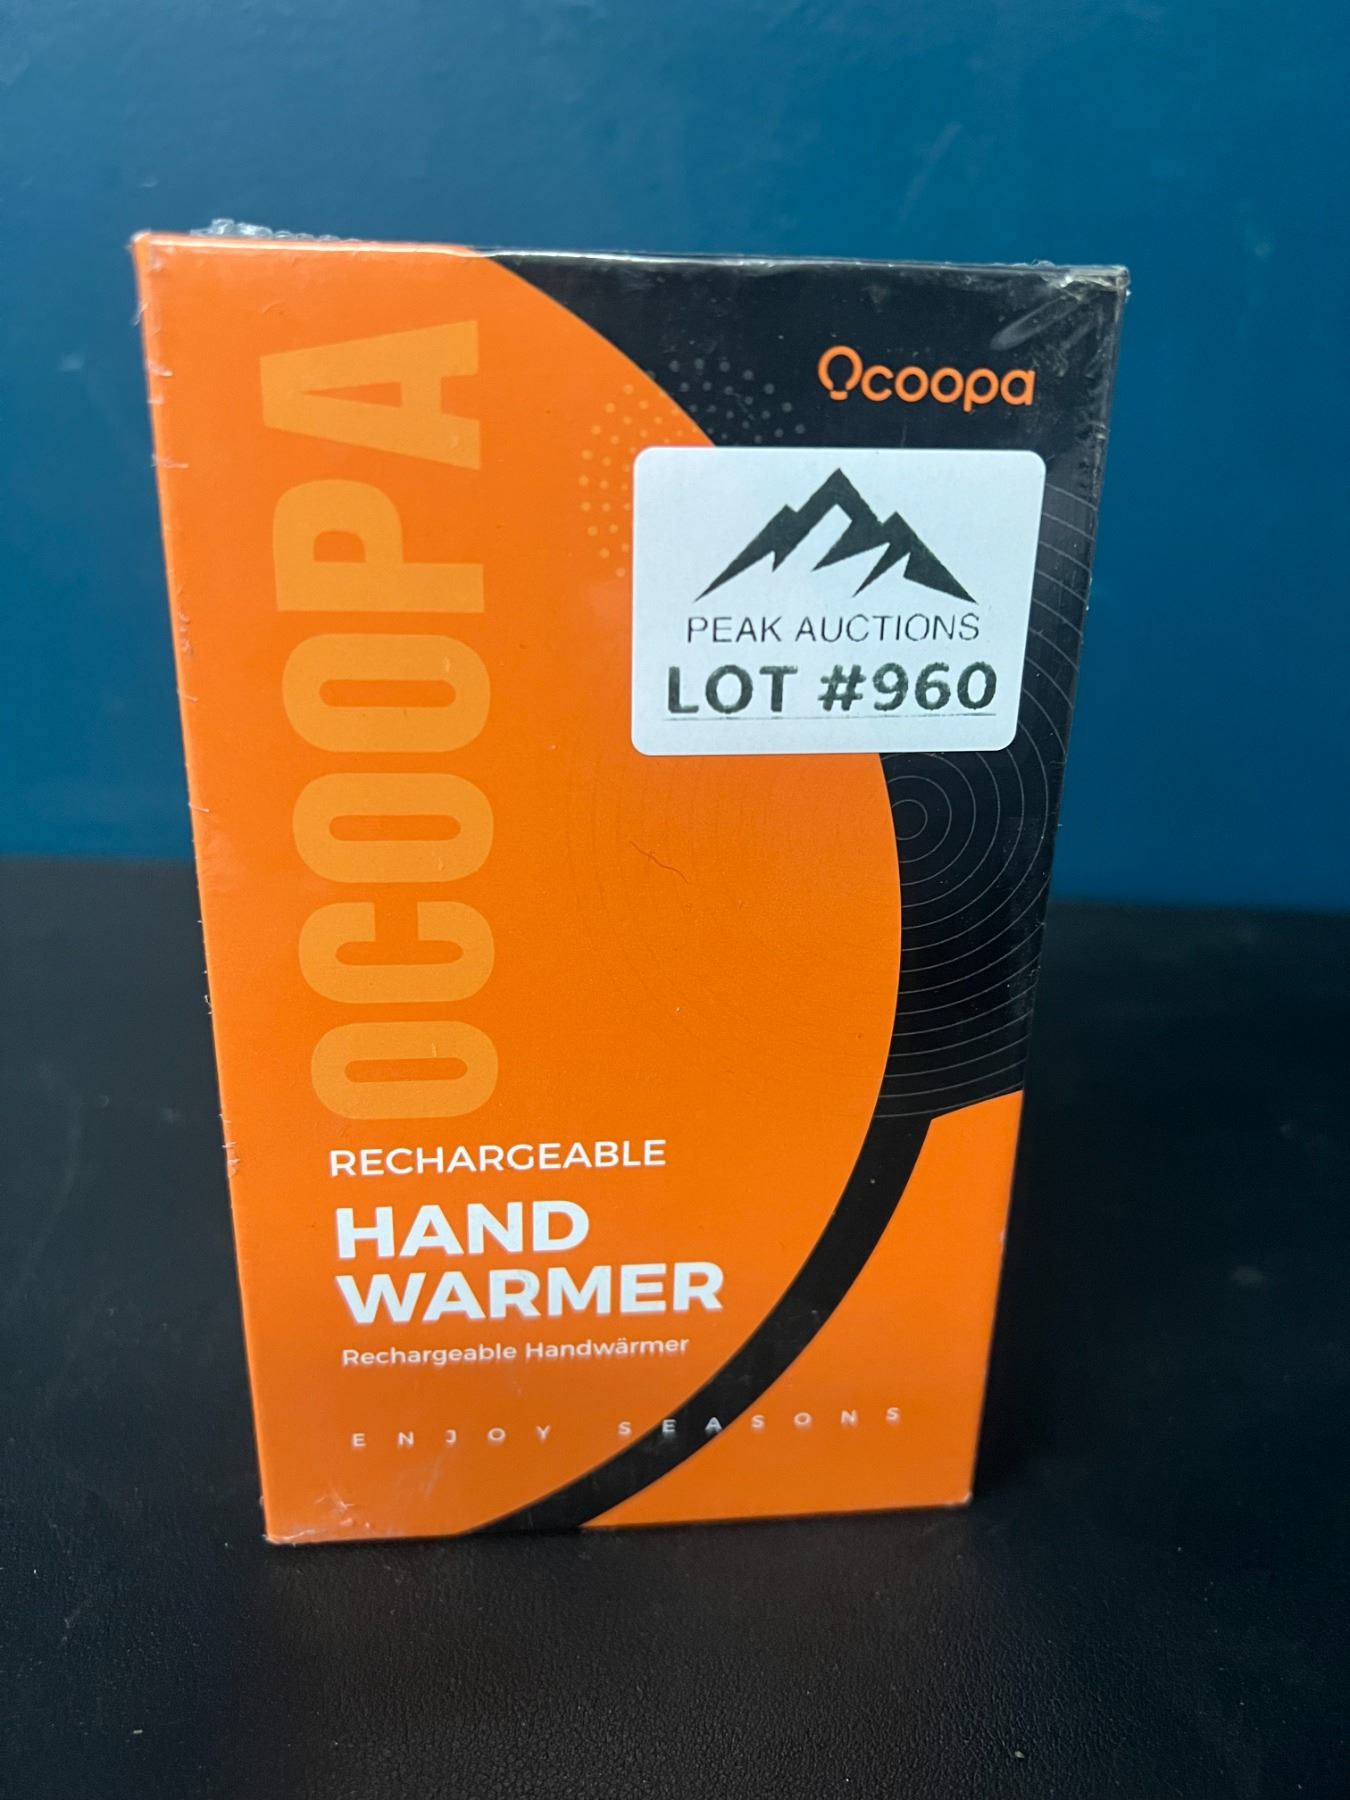 Ocoopa
PEAK AUCTIONS
LOT #960
OCOOPA
RECHARGEABLE
HAND
WARMER
Rechargeable Handwärmer
ENJOY SEASONS